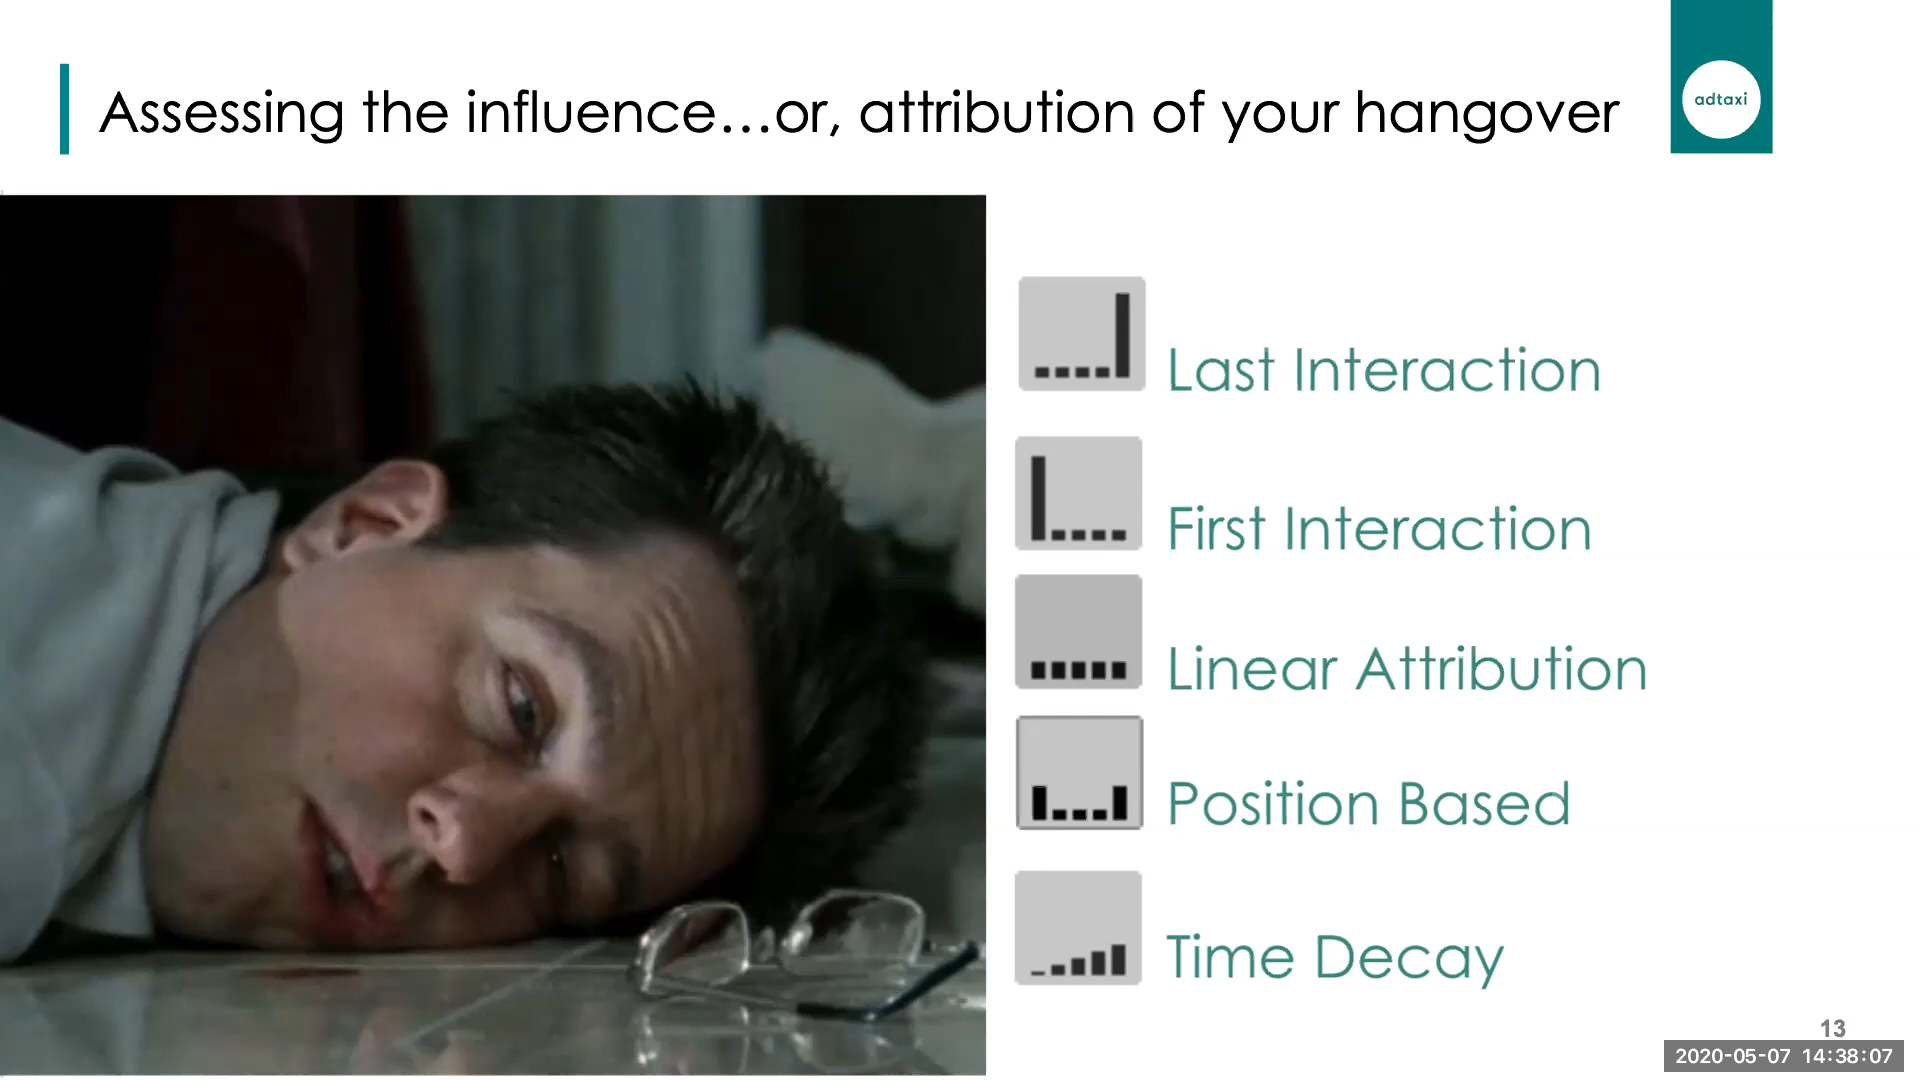 Assessing the influence...or, attribution of your hangover
adtaxi
Last Interaction
First Interaction
Linear Attribution
Position Based
Time Decay
13
2020-05-07 14:38:07